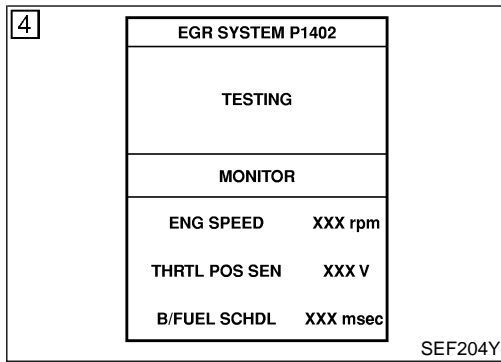 4
EGR SYSTEM P1402
TESTING
MONITOR
ENG SPEED XXX rpm
THRTL POS SEN XXX V
B/FUEL SCHDL XXX msec
SEF204Y